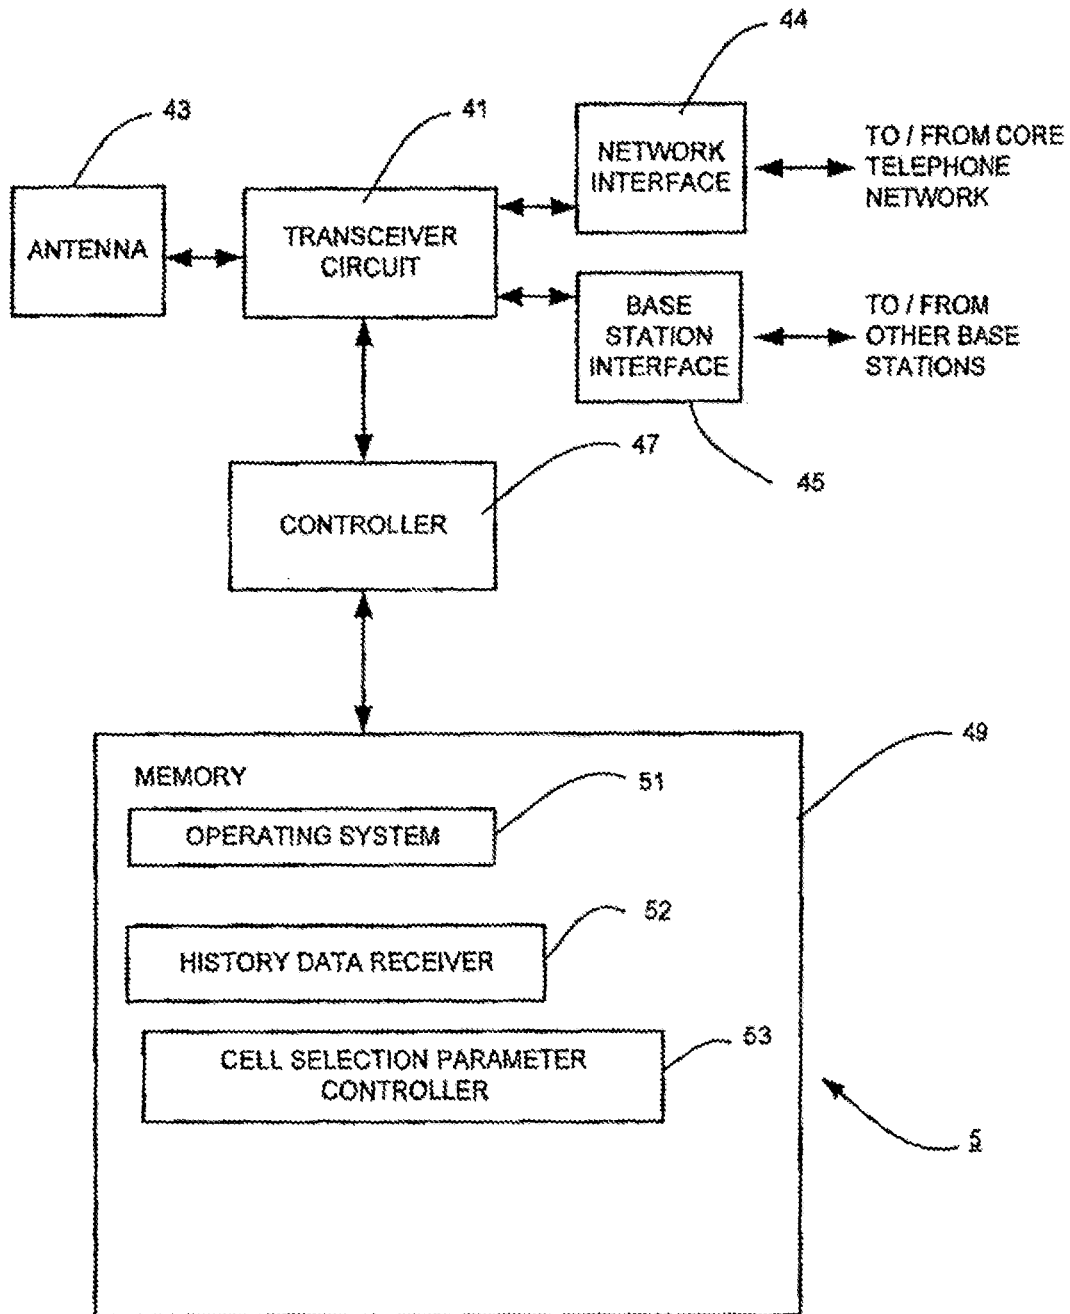 44
43
41
NETWORK
INTERFACE
TO / FROM CORE
TELEPHONE
NETWORK
ANTENNA
TRANSCEIVER
CIRCUIT
BASE
STATION
INTERFACE
TO / FROM
OTHER BASE
STATIONS
47
45
CONTROLLER
49
MEMORY
51
OPERATING SYSTEM
52
HISTORY DATA RECEIVER
53
CELL SELECTION PARAMETER
CONTROLLER
5